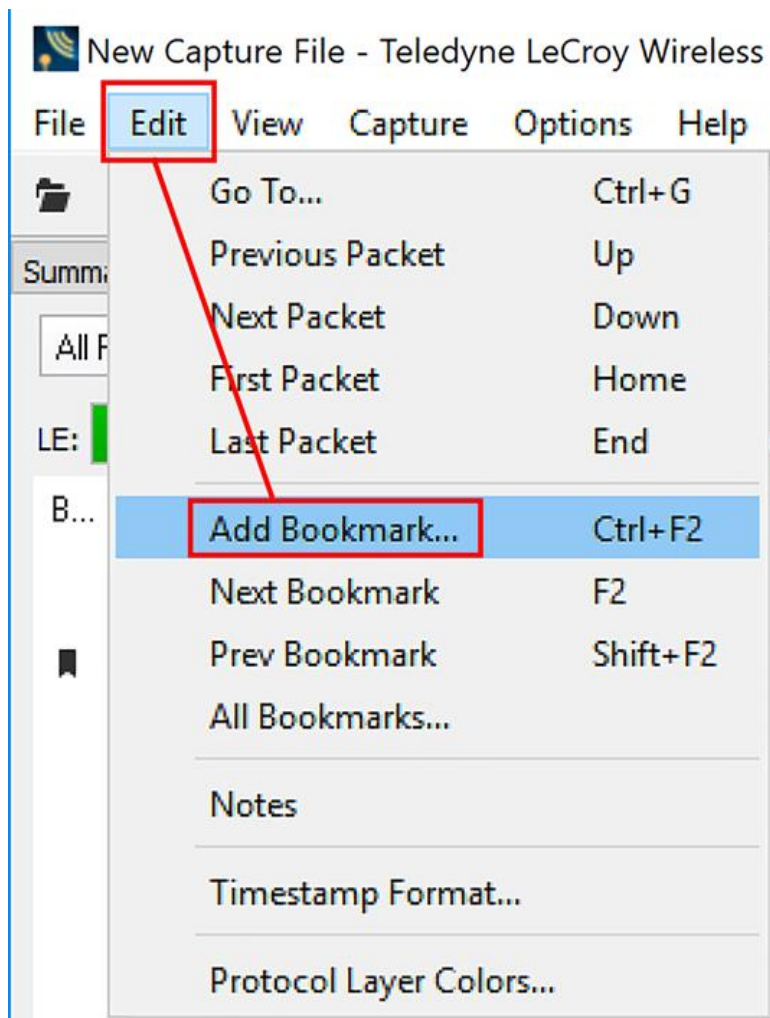 New Capture File - Teledyne LeCroy Wireless
File Edit View Capture Options Help
Go To... Ctrl+G
Previous Packet Up
Next Packet Down
First Packet Home
Last Packet End
Add Bookmark... Ctrl+F2
Next Bookmark F2
Prev Bookmark Shift+F2
All Bookmarks...
Notes
Timestamp Format...
Protocol Layer Colors...
Summa
All F
LE:
B...